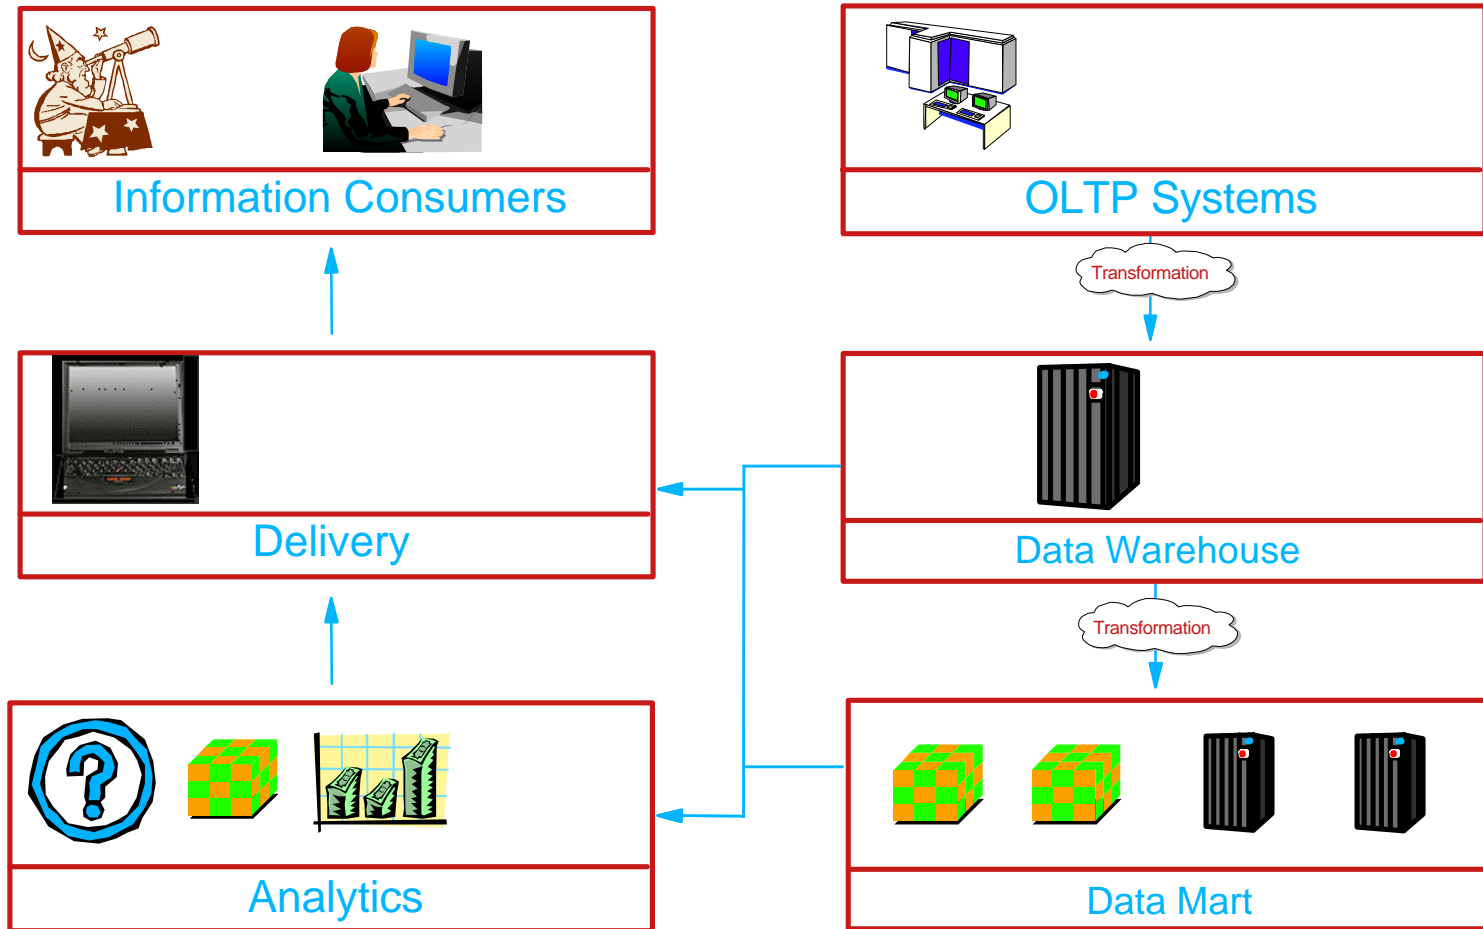 Information Consumers
OLTP Systems
Transformation
Delivery
Data Warehouse
Transformation
Analytics
Data Mart